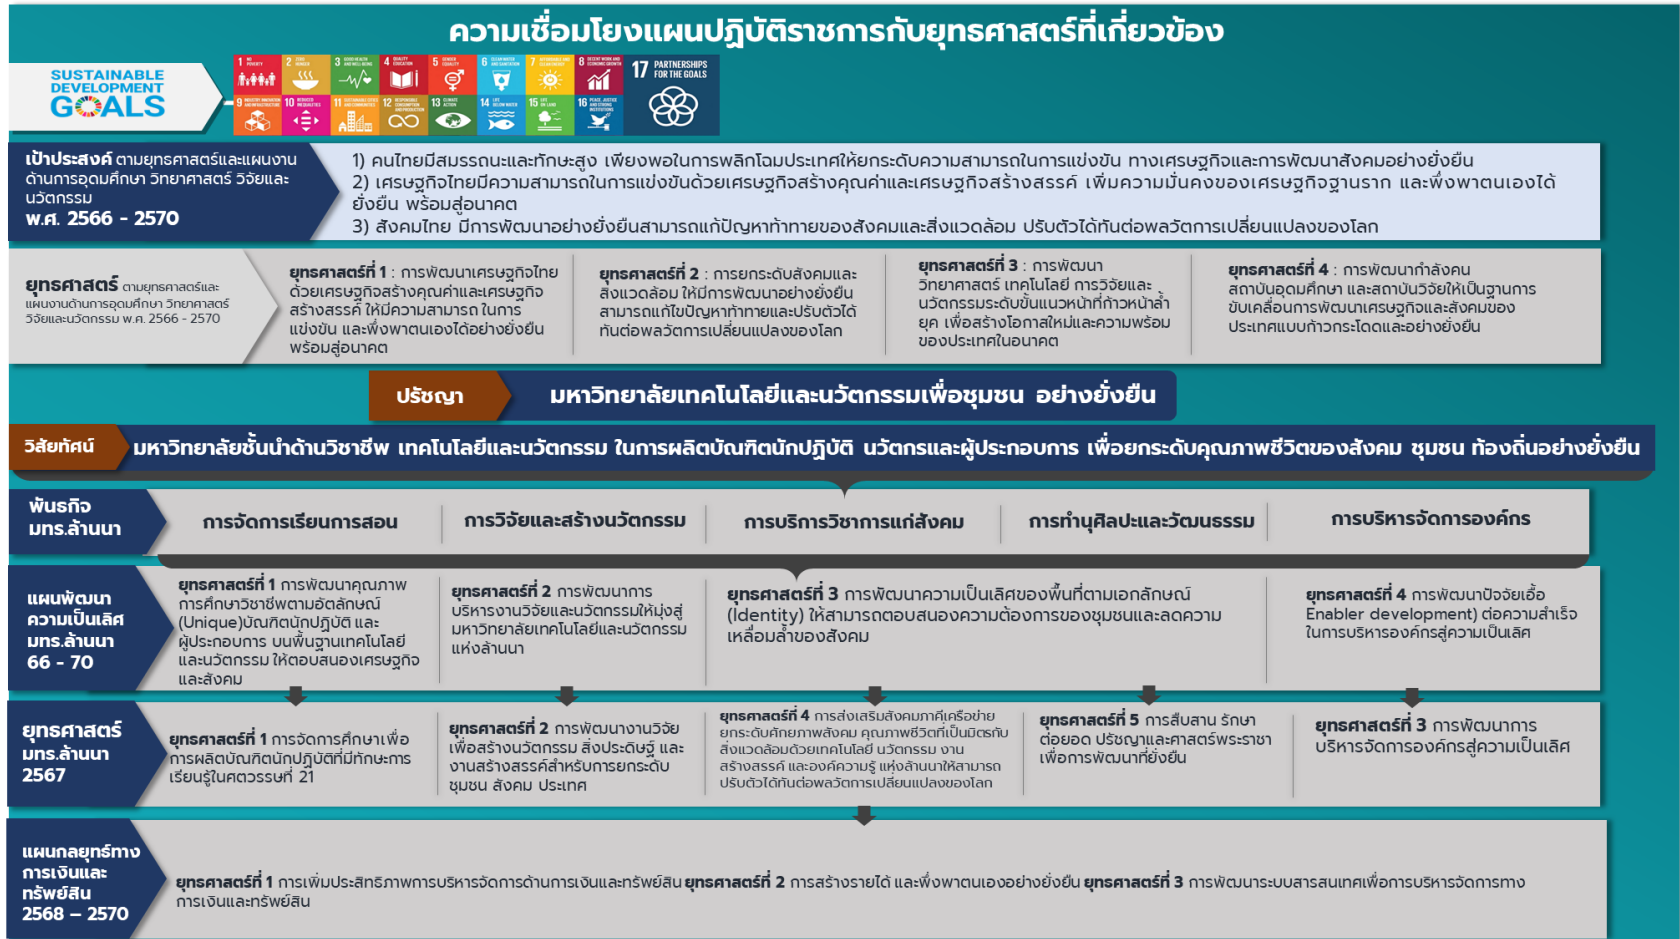 ความเชื่อมโยงแผนปฏิบัติราชการกับยุทธศาสตร์ที่เกี่ยวข้อง
SUSTAINABLE
DEVELOPMENT
GOALS
1 NO POVERTY
2 ZERO HUNGER
3 GOOD HEALTH AND WELL-BEING
4 QUALITY EDUCATION
5 GENDER EQUALITY
6 CLEAN WATER AND SANITATION
7 AFFORDABLE AND CLEAN ENERGY
8 DECENT WORK AND ECONOMIC GROWTH
9 INDUSTRY, INNOVATION AND INFRASTRUCTURE
10 REDUCED INEQUALITIES
11 SUSTAINABLE CITIES AND COMMUNITIES
12 RESPONSIBLE CONSUMPTION AND PRODUCTION
13 CLIMATE ACTION
14 LIFE BELOW WATER
15 LIFE ON LAND
16 PEACE, JUSTICE AND STRONG INSTITUTIONS
17 PARTNERSHIPS FOR THE GOALS
เป้าประสงค์ ตามยุทธศาสตร์และแผนงาน
ด้านการอุดมศึกษา วิทยาศาสตร์ วิจัยและ
นวัตกรรม
พ.ศ. 2566 - 2570
1) คนไทยมีสมรรถนะและทักษะสูง เพียงพอในการพลิกโฉมประเทศให้ยกระดับความสามารถในการแข่งขัน ทางเศรษฐกิจและการพัฒนาสังคมอย่างยั่งยืน
2) เศรษฐกิจไทยมีความสามารถในการแข่งขันด้วยเศรษฐกิจสร้างคุณค่าและเศรษฐกิจสร้างสรรค์ เพิ่มความมั่นคงของเศรษฐกิจฐานราก และพึ่งพาตนเองได้
ยั่งยืน พร้อมสู่อนาคต
3) สังคมไทย มีการพัฒนาอย่างยั่งยืนสามารถแก้ปัญหาท้าทายของสังคมและสิ่งแวดล้อม ปรับตัวได้ทันต่อพลวัตการเปลี่ยนแปลงของโลก
ยุทธศาสตร์ ตามยุทธศาสตร์และ
แผนงานด้านการอุดมศึกษา วิทยาศาสตร์
วิจัยและนวัตกรรม พ.ศ. 2566 - 2570
ยุทธศาสตร์ที่ 1 : การพัฒนาเศรษฐกิจไทย
ด้วยเศรษฐกิจสร้างคุณค่าและเศรษฐกิจ
สร้างสรรค์ ให้มีความสามารถ ในการ
แข่งขัน และพึ่งพาตนเองได้อย่างยั่งยืน
พร้อมสู่อนาคต
ยุทธศาสตร์ที่ 2 : การยกระดับสังคมและ
สิ่งแวดล้อม ให้มีการพัฒนาอย่างยั่งยืน
สามารถแก้ไขปัญหาท้าทายและปรับตัวได้
ทันต่อพลวัตการเปลี่ยนแปลงของโลก
ยุทธศาสตร์ที่ 3 : การพัฒนา
วิทยาศาสตร์ เทคโนโลยี การวิจัยและ
นวัตกรรมระดับขั้นแนวหน้าที่ก้าวหน้าล้ำ
ยุค เพื่อสร้างโอกาสใหม่และความพร้อม
ของประเทศในอนาคต
ยุทธศาสตร์ที่ 4 : การพัฒนากำลังคน
สถาบันอุดมศึกษา และสถาบันวิจัยให้เป็นฐานการ
ขับเคลื่อนการพัฒนาเศรษฐกิจและสังคมของ
ประเทศแบบก้าวกระโดดและอย่างยั่งยืน
ปรัชญา
มหาวิทยาลัยเทคโนโลยีและนวัตกรรมเพื่อชุมชน อย่างยั่งยืน
วิสัยทัศน์
มหาวิทยาลัยชั้นนำด้านวิชาชีพ เทคโนโลยีและนวัตกรรม ในการผลิตบัณฑิตนักปฏิบัติ นวัตกรและผู้ประกอบการ เพื่อยกระดับคุณภาพชีวิตของสังคม ชุมชน ท้องถิ่นอย่างยั่งยืน
พันธกิจ
มทร.ล้านนา
การจัดการเรียนการสอน
การวิจัยและสร้างนวัตกรรม
การบริการวิชาการแก่สังคม
การทำนุศิลปะและวัฒนธรรม
การบริหารจัดการองค์กร
แผนพัฒนา
ความเป็นเลิศ
มทร.ล้านนา
66 - 70
ยุทธศาสตร์ที่ 1 การพัฒนาคุณภาพ
การศึกษาวิชาชีพตามอัตลักษณ์
(Unique)บัณฑิตนักปฏิบัติ และ
ผู้ประกอบการ บนพื้นฐานเทคโนโลยี
และนวัตกรรม ให้ตอบสนองเศรษฐกิจ
และสังคม
ยุทธศาสตร์ที่ 2 การพัฒนาการ
บริหารงานวิจัยและนวัตกรรมให้มุ่งสู่
มหาวิทยาลัยเทคโนโลยีและนวัตกรรม
แห่งล้านนา
ยุทธศาสตร์ที่ 3 การพัฒนาความเป็นเลิศของพื้นที่ตามเอกลักษณ์
(Identity) ให้สามารถตอบสนองความต้องการของชุมชนและลดความ
เหลื่อมล้ำของสังคม
ยุทธศาสตร์ที่ 4 การพัฒนาปัจจัยเอื้อ
Enabler development) ต่อความสำเร็จ
ในการบริหารองค์กรสู่ความเป็นเลิศ
ยุทธศาสตร์
มทร.ล้านนา
2567
ยุทธศาสตร์ที่ 1 การจัดการศึกษาเพื่อ
การผลิตบัณฑิตนักปฏิบัติที่มีทักษะการ
เรียนรู้ในศตวรรษที่ 21
ยุทธศาสตร์ที่ 2 การพัฒนางานวิจัย
เพื่อสร้างนวัตกรรม สิ่งประดิษฐ์ และ
งานสร้างสรรค์สำหรับการยกระดับ
ชุมชน สังคม ประเทศ
ยุทธศาสตร์ที่ 4 การส่งเสริมสังคมภาคีเครือข่าย
ยกระดับศักยภาพสังคม คุณภาพชีวิตที่เป็นมิตรกับ
สิ่งแวดล้อมด้วยเทคโนโลยี นวัตกรรม งาน
สร้างสรรค์ และองค์ความรู้ แห่งล้านนาให้สามารถ
ปรับตัวได้ทันต่อพลวัตการเปลี่ยนแปลงของโลก
ยุทธศาสตร์ที่ 5 การสืบสาน รักษา
ต่อยอด ปรัชญาและศาสตร์พระราชา
เพื่อการพัฒนาที่ยั่งยืน
ยุทธศาสตร์ที่ 3 การพัฒนาการ
บริหารจัดการองค์กรสู่ความเป็นเลิศ
แผนกลยุทธ์ทาง
การเงินและ
ทรัพย์สิน
2568 – 2570
ยุทธศาสตร์ที่ 1 การเพิ่มประสิทธิภาพการบริหารจัดการด้านการเงินและทรัพย์สิน ยุทธศาสตร์ที่ 2 การสร้างรายได้ และพึ่งพาตนเองอย่างยั่งยืน ยุทธศาสตร์ที่ 3 การพัฒนาระบบสารสนเทศเพื่อการบริหารจัดการทาง
การเงินและทรัพย์สิน